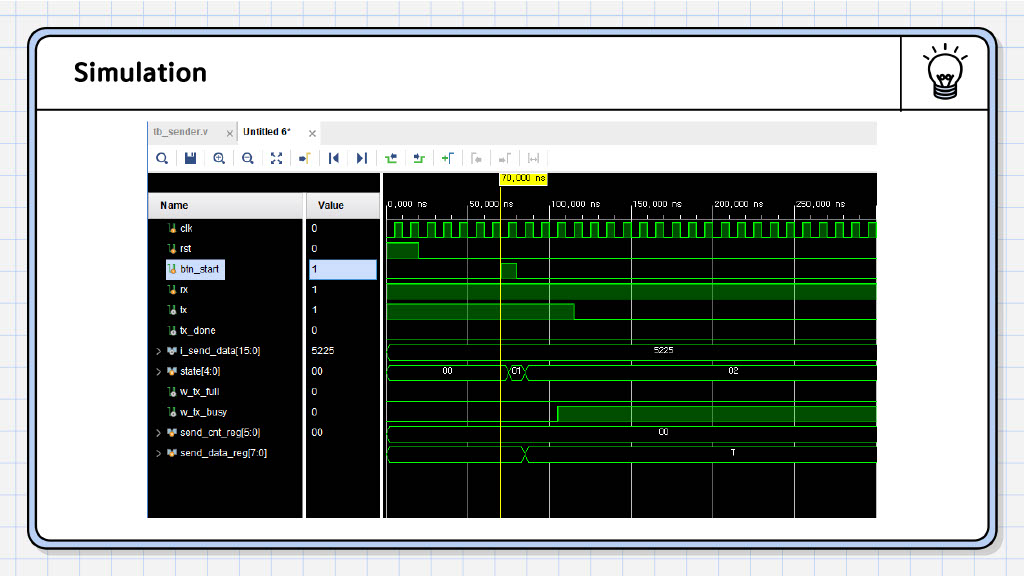 Simulation
tb_sender.v
Untitled 6*
70,000 ns
Name
Value
0,000 ns
50,000 ns
100,000 ns
150,000 ns
200,000 ns
250,000 ns
clk 0
rst 0
btn_start 1
rx 1
tx 1
tx_done 0
i_send_data[15:0] 5225 5225
state[4:0] 00 00 01 02
w_tx_full 0
w_tx_busy 0
send_cnt_reg[5:0] 00 00
send_data_reg[7:0] T